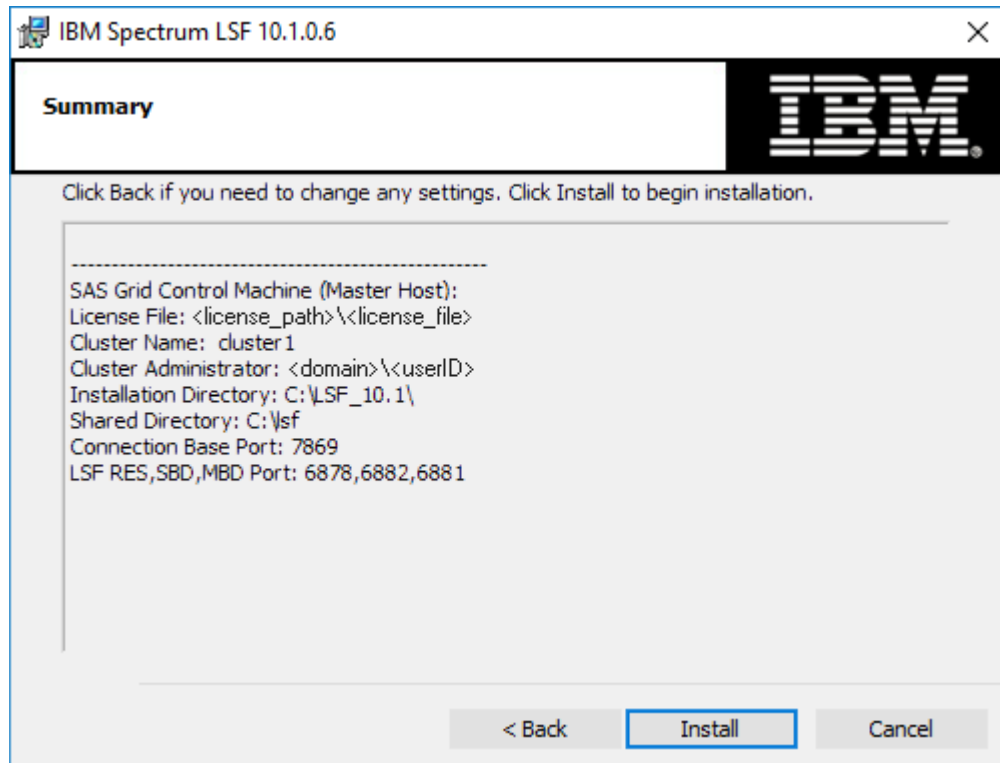 IBM Spectrum LSF 10.1.0.6
Summary
IBM®
Click Back if you need to change any settings. Click Install to begin installation.
----------------------------------------------------
SAS Grid Control Machine (Master Host):
License File: <license_path>\<license_file>
Cluster Name:  cluster1
Cluster Administrator: <domain>\<userID>
Installation Directory: C:\LSF_10.1\
Shared Directory: C:\lsf
Connection Base Port: 7869
LSF RES,SBD,MBD Port: 6878,6882,6881
< Back
Install
Cancel